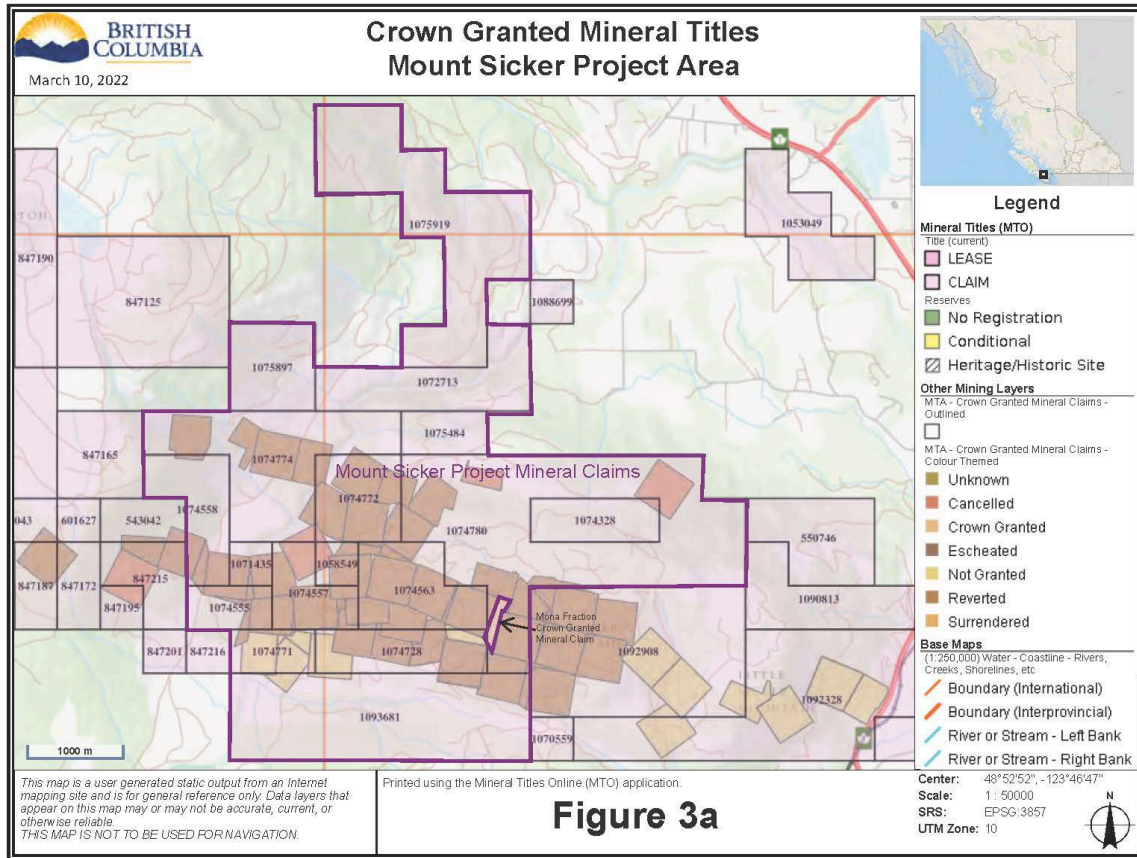 BRITISH
COLUMBIA
March 10, 2022
Crown Granted Mineral Titles
Mount Sicker Project Area
1075919
1053049
847190
847125
1088699
1075897
1072713
1075484
847165
1074774
Mount Sicker Project Mineral Claims
1074772
1074558
1074780
1074328
043
601627
543042
550746
847187
847172
847215
1071435
1058549
1074563
847195
1074555
1074557
1090813
Mona Fraction
Crown Granted
Mineral Claim
847201
847216
1074771
1074728
1092908
LITTLE
1092328
1093681
1070559
1000 m
Legend
Mineral Titles (MTO)
Title (current)
LEASE
CLAIM
Reserves
No Registration
Conditional
Heritage/Historic Site
Other Mining Layers
MTA - Crown Granted Mineral Claims -
Outlined
MTA - Crown Granted Mineral Claims -
Colour Themed
Unknown
Cancelled
Crown Granted
Escheated
Not Granted
Reverted
Surrendered
Base Maps
(1:250,000) Water - Coastline - Rivers,
Creeks, Shorelines, etc
Boundary (International)
Boundary (Interprovincial)
River or Stream - Left Bank
River or Stream - Right Bank
This map is a user generated static output from an Internet
mapping site and is for general reference only. Data layers that
appear on this map may or may not be accurate, current, or
otherwise reliable.
THIS MAP IS NOT TO BE USED FOR NAVIGATION.
Printed using the Mineral Titles Online (MTO) application.
Figure 3a
Center: 48°52'52", -123°46'47"
Scale: 1 : 50000
SRS: EPSG:3857
UTM Zone: 10
N